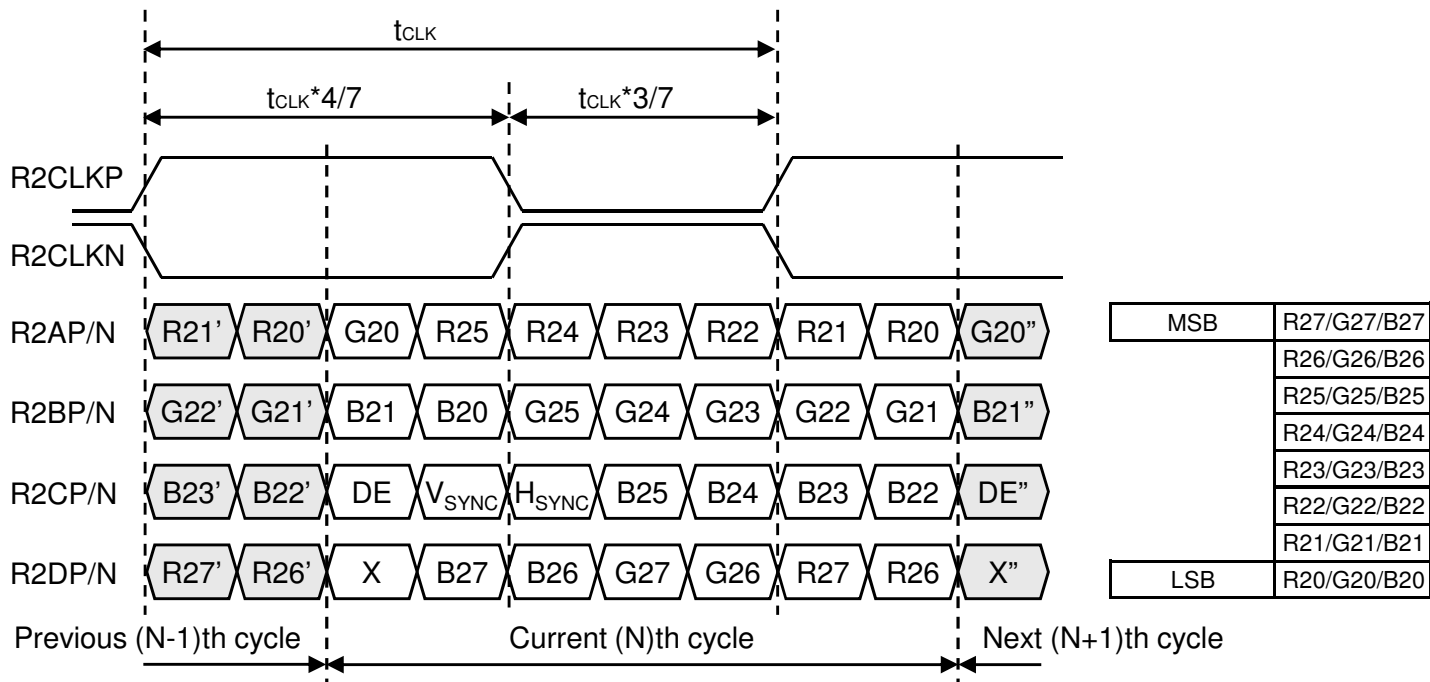 tCLK
tCLK*4/7 tCLK*3/7
R2CLKP
R2CLKN
R2AP/N R21' R20' G20 R25 R24 R23 R22 R21 R20 G20”
R2BP/N G22' G21' B21 B20 G25 G24 G23 G22 G21 B21”
R2CP/N B23' B22' DE VSYNC HSYNC B25 B24 B23 B22 DE”
R2DP/N R27' R26' X B27 B26 G27 G26 R27 R26 X”
Previous (N-1)th cycle Current (N)th cycle Next (N+1)th cycle
MSB R27/G27/B27
R26/G26/B26
R25/G25/B25
R24/G24/B24
R23/G23/B23
R22/G22/B22
R21/G21/B21
LSB R20/G20/B20